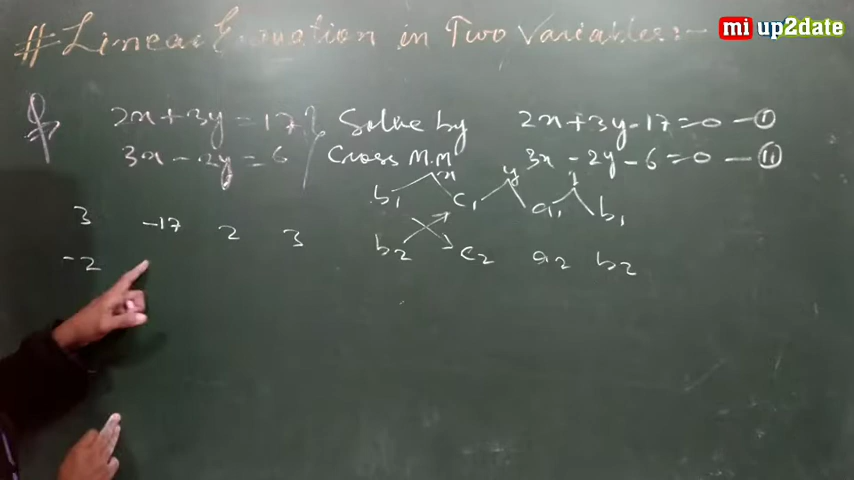 mi up2date
# Linear Equation in Two Variables:-
Q 2x+3y=17 } Solve by 2x+3y-17=0 — (i)
3x-2y=6 Cross M.M 3x-2y-6=0 — (ii)
x y 1
b1 c1 a1 b1
3 -17 2 3
b2 c2 a2 b2
-2